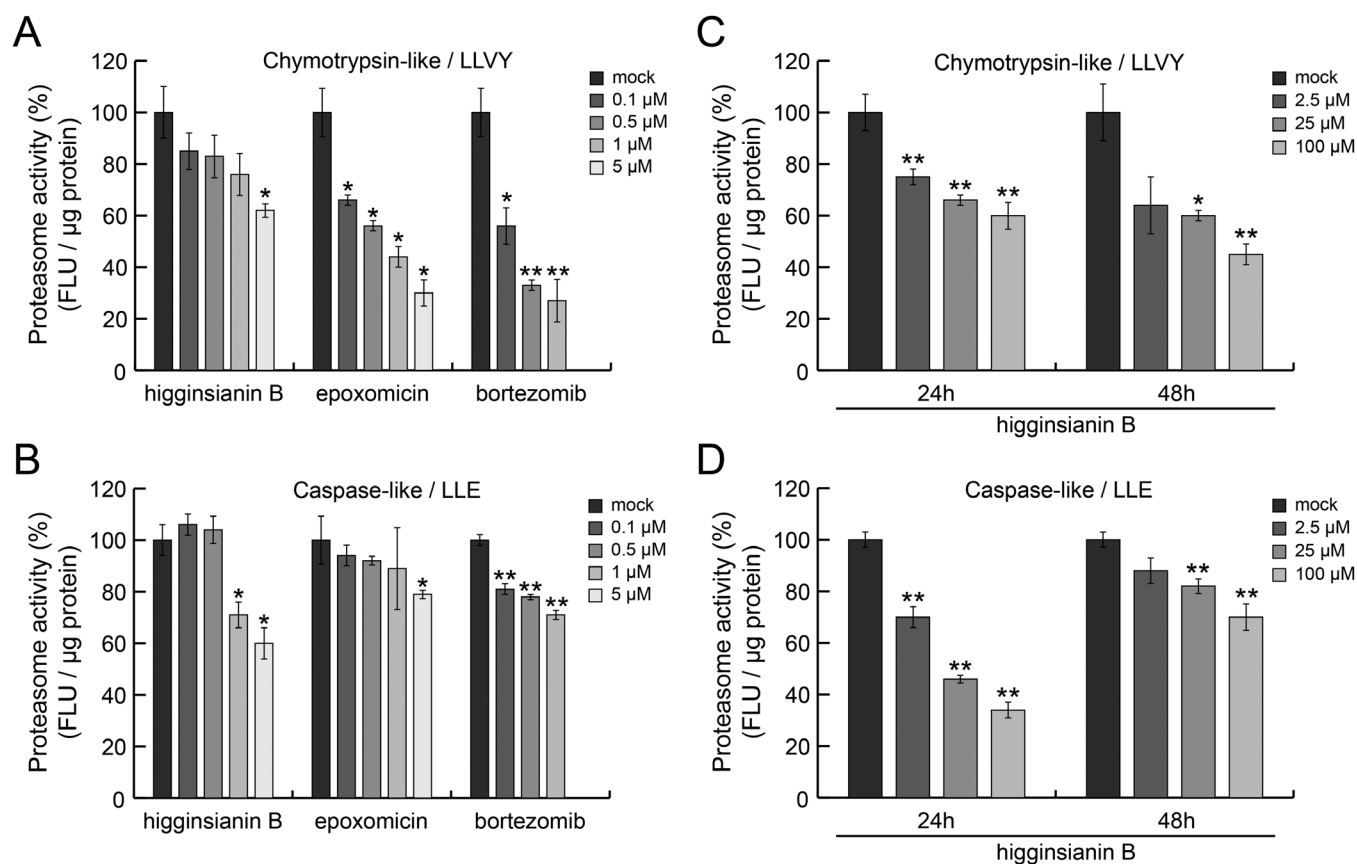 A
Chymotrypsin-like / LLVY
Proteasome activity (%)
(FLU / µg protein)
120
100
80
60
40
20
0
mock
0.1 µM
0.5 µM
1 µM
5 µM
*
*
*
*
*
*
**
**
higginsianin B
epoxomicin
bortezomib
C
Chymotrypsin-like / LLVY
Proteasome activity (%)
(FLU / µg protein)
120
100
80
60
40
20
0
mock
2.5 µM
25 µM
100 µM
**
**
**
*
**
24h
48h
higginsianin B
B
Caspase-like / LLE
Proteasome activity (%)
(FLU / µg protein)
120
100
80
60
40
20
0
mock
0.1 µM
0.5 µM
1 µM
5 µM
*
*
*
**
**
**
higginsianin B
epoxomicin
bortezomib
D
Caspase-like / LLE
Proteasome activity (%)
(FLU / µg protein)
120
100
80
60
40
20
0
mock
2.5 µM
25 µM
100 µM
**
**
**
**
**
24h
48h
higginsianin B